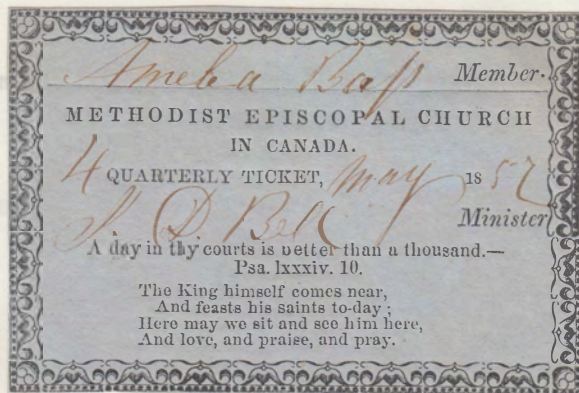 Amelia Bass Member.
METHODIST EPISCOPAL CHURCH
IN CANADA.
4 QUARTERLY TICKET, May 18
D Bell
Minister
A day in thy courts is better than a thousand.—
Psa. lxxxiv. 10.
The King himself comes near,
And feasts his saints to-day;
Here may we sit and see him here,
And love, and praise, and pray.